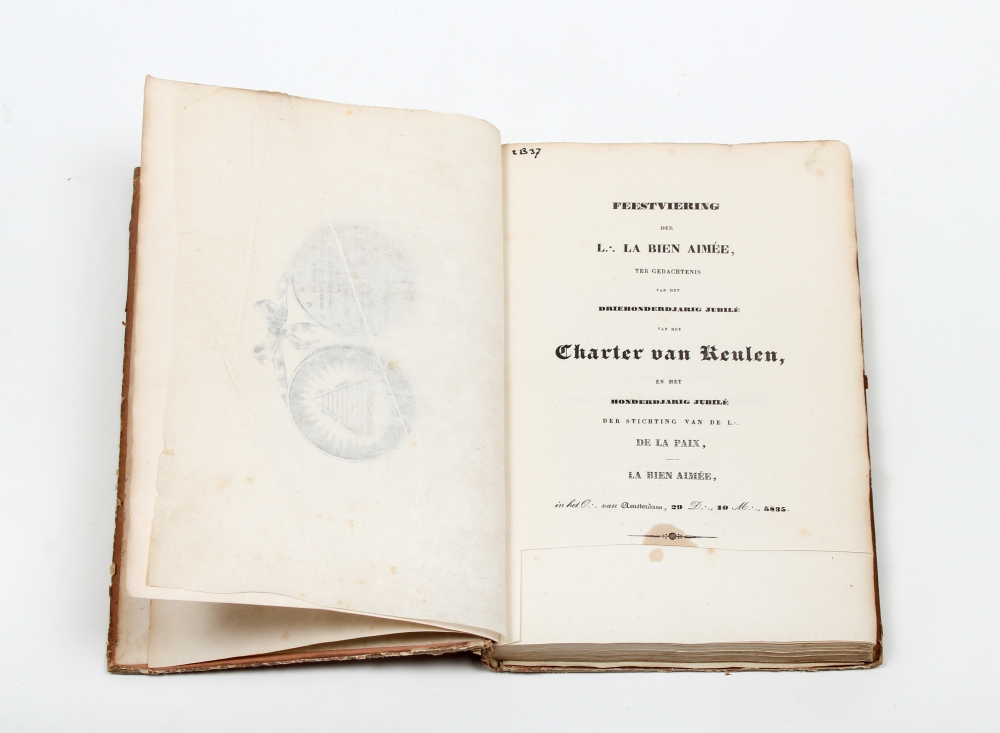 ıB37
FEESTVIERING
DER
L∴ LA BIEN AIMÉE,
TER GEDACHTENIS
VAN HET
DRIEHONDERDJARIG JUBILÉ
VAN HET
Charter van Keulen,
EN HET
HONDERDJARIG JUBILÉ
DER STICHTING VAN DE L∴
DE LA PAIX,
LA BIEN AIMÉE,
in het O∴ van Amsterdam, 29 D∴, 10 M∴, 5835.